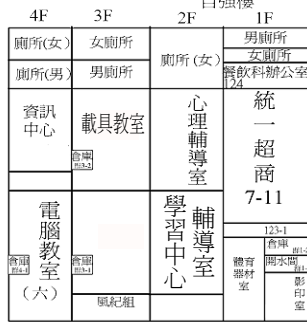 自強樓
4F 3F 2F 1F
廁所(女)
廁所(男)
資訊
中心
電腦教室
(六)
倉庫
女廁所
男廁所
載具教室
倉庫
倉庫
風紀組
廁所(女)
心理輔導室
輔導室
學習中心
男廁所
女廁所
餐飲科辦公室
124
統一超商
7-11
123-1
體育
器材
室
倉庫
開水間
影印室